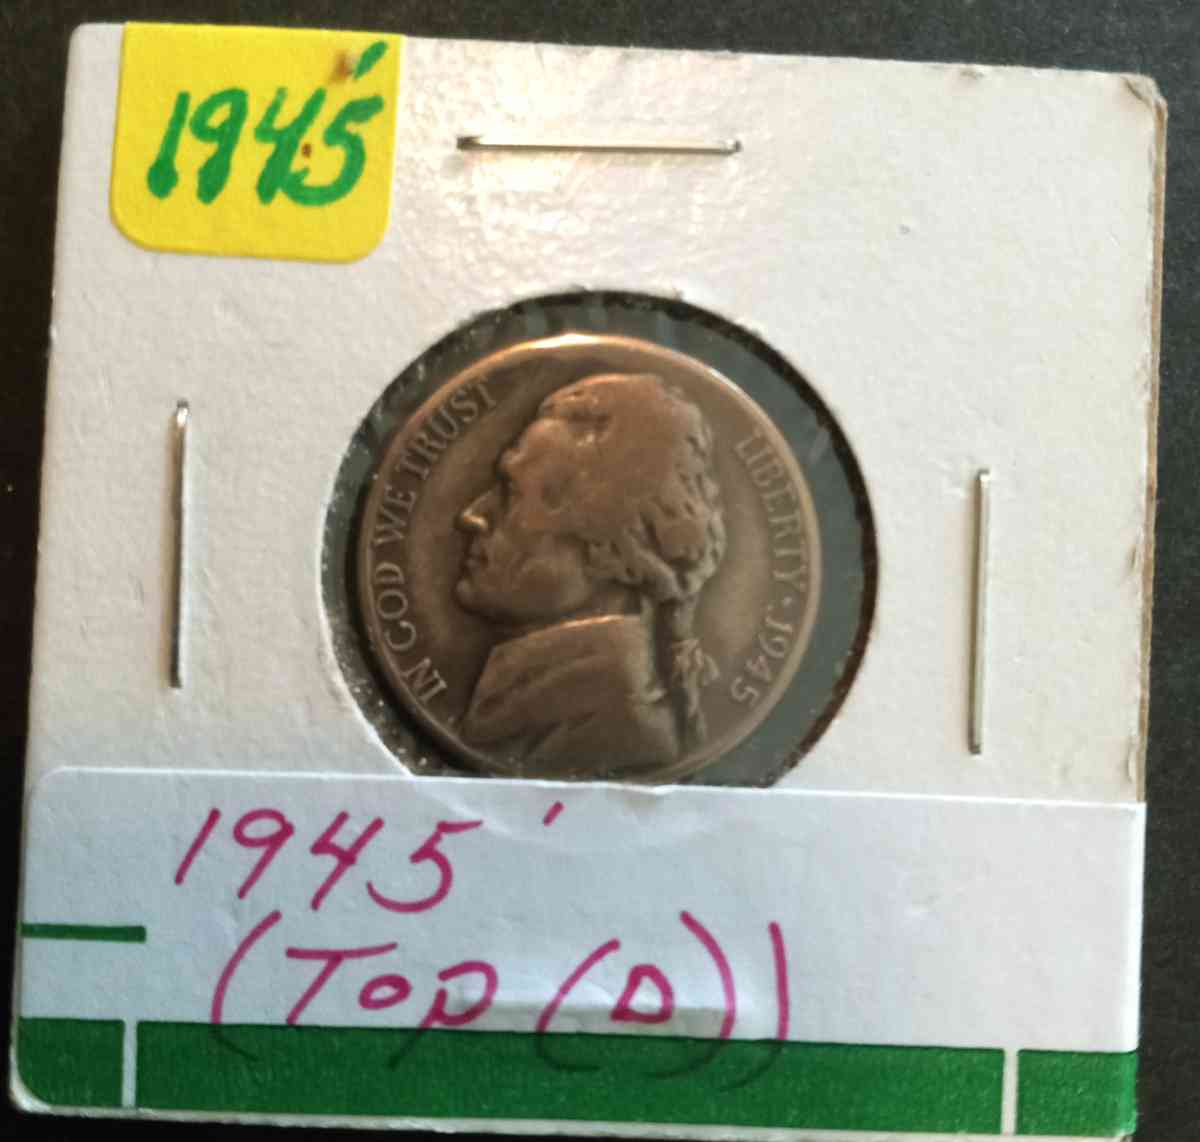 1945'
IN GOD WE TRUST
LIBERTY · 1945
1945'
(TOP (D))